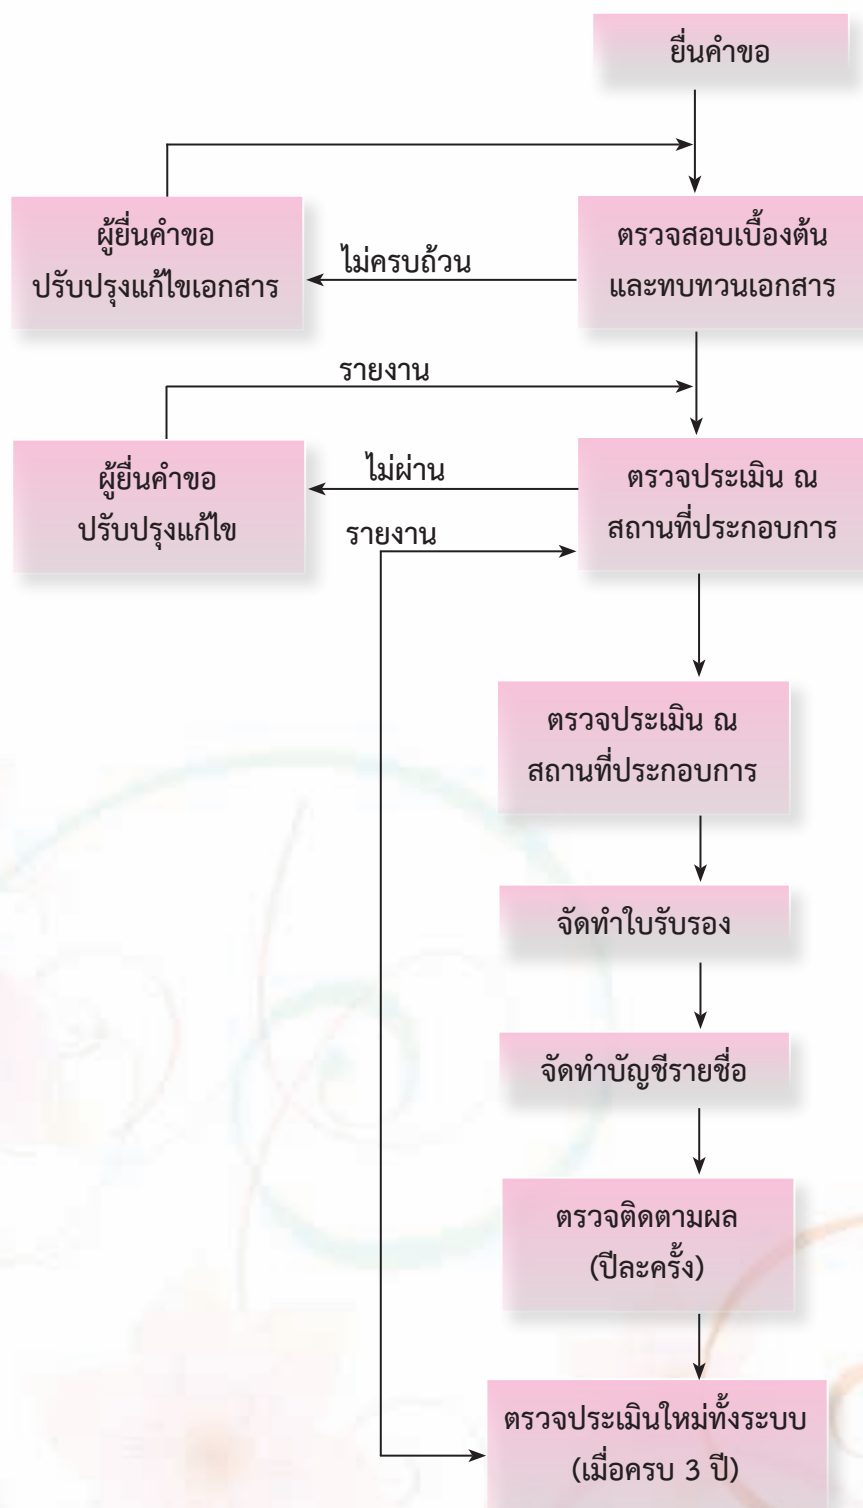 ยื่นคำขอ
ผู้ยื่นคำขอ
ปรับปรุงแก้ไขเอกสาร
ไม่ครบถ้วน
ตรวจสอบเบื้องต้น
และทบทวนเอกสาร
รายงาน
ผู้ยื่นคำขอ
ปรับปรุงแก้ไข
ไม่ผ่าน
ตรวจประเมิน ณ
สถานที่ประกอบการ
รายงาน
ตรวจประเมิน ณ
สถานที่ประกอบการ
จัดทำใบรับรอง
จัดทำบัญชีรายชื่อ
ตรวจติดตามผล
(ปีละครั้ง)
ตรวจประเมินใหม่ทั้งระบบ
(เมื่อครบ 3 ปี)